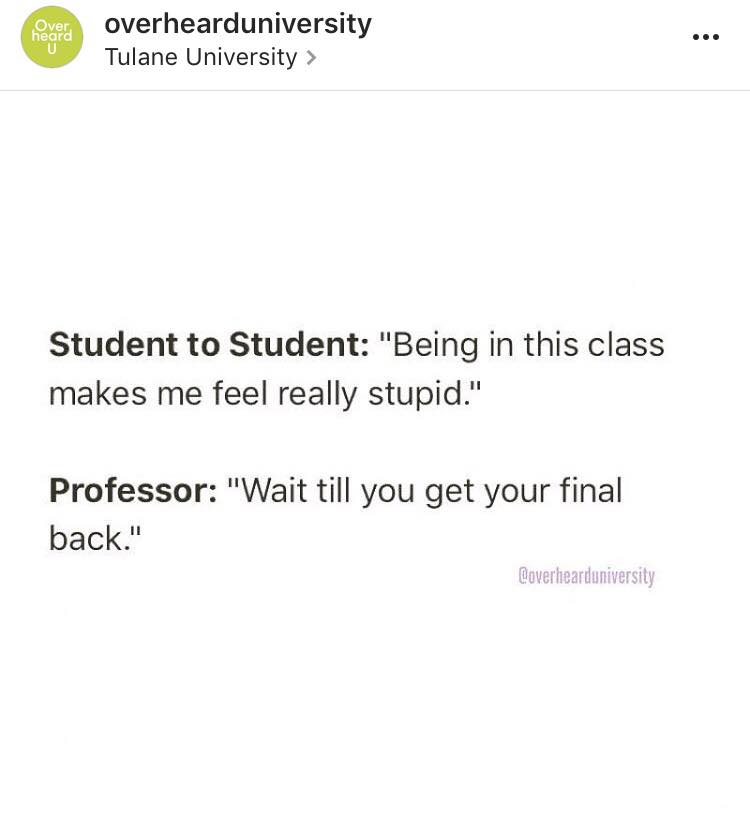 Over
heard
U
overhearduniversity
Tulane University >
Student to Student: "Being in this class
makes me feel really stupid."
Professor: "Wait till you get your final
back."
@overhearduniversity